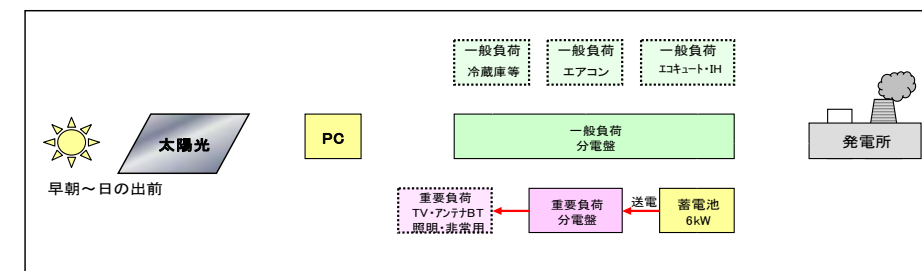 一般負荷
冷蔵庫等
一般負荷
エアコン
一般負荷
エコキュート・IH
太陽光
PC
一般負荷
分電盤
発電所
早朝～日の出前
重要負荷
TV・アンテナBT
照明・非常用
重要負荷
分電盤
送電
蓄電池
6kW